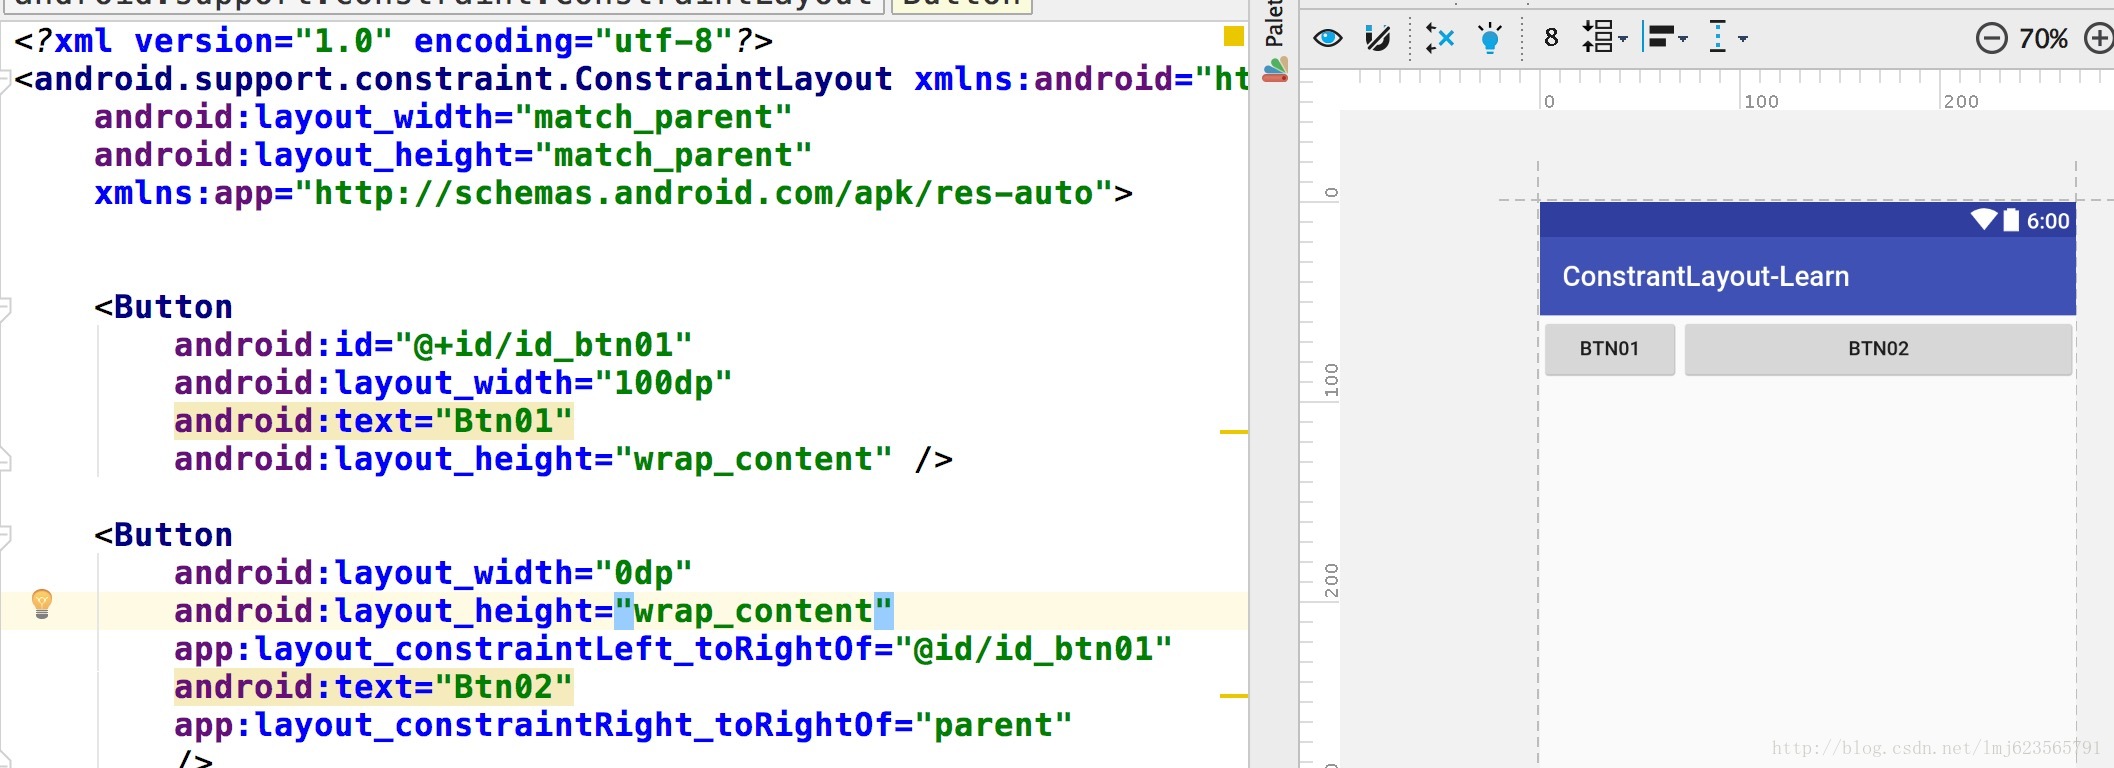 android.support.constraint.ConstraintLayout Button
<?xml version="1.0" encoding="utf-8"?>
<android.support.constraint.ConstraintLayout xmlns:android="ht
android:layout_width="match_parent"
android:layout_height="match_parent"
xmlns:app="http://schemas.android.com/apk/res-auto">
<Button
android:id="@+id/id_btn01"
android:layout_width="100dp"
android:text="Btn01"
android:layout_height="wrap_content" />
<Button
android:layout_width="0dp"
android:layout_height="wrap_content"
app:layout_constraintLeft_toRightOf="@id/id_btn01"
android:text="Btn02"
app:layout_constraintRight_toRightOf="parent"
/>
Palet
8
70%
0 100 200
0
100
200
6:00
ConstrantLayout-Learn
BTN01 BTN02
http://blog.csdn.net/lmj623565791